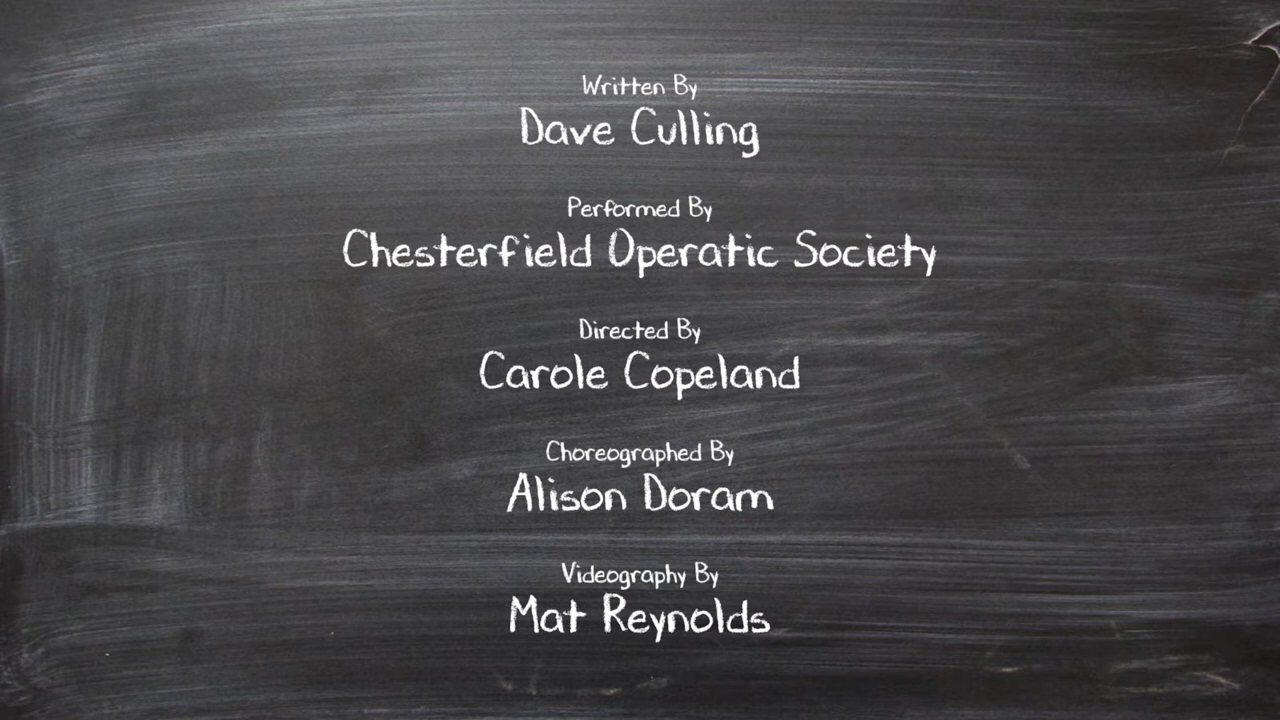 Written By
Dave Culling
Performed By
Chesterfield Operatic Society
Directed By
Carole Copeland
Choreographed By
Alison Doram
Videography By
Mat Reynolds